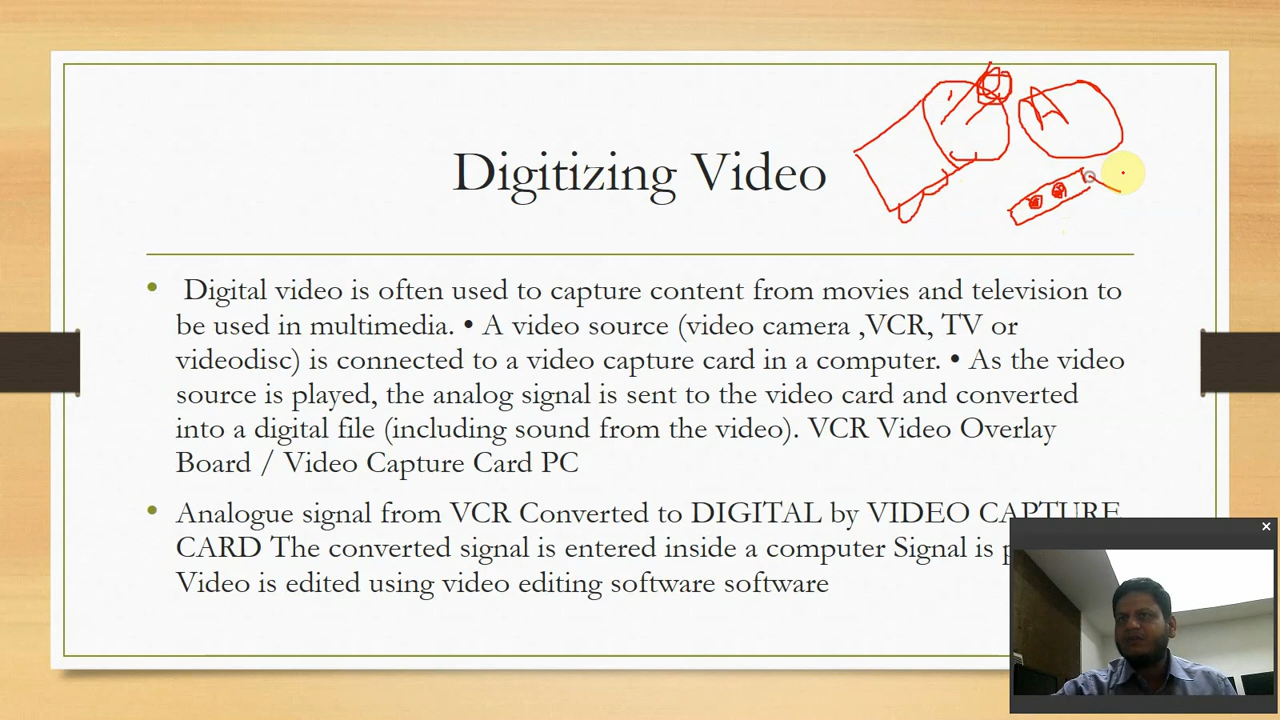 Digitizing Video
• Digital video is often used to capture content from movies and television to
be used in multimedia. • A video source (video camera ,VCR, TV or
videodisc) is connected to a video capture card in a computer. • As the video
source is played, the analog signal is sent to the video card and converted
into a digital file (including sound from the video). VCR Video Overlay
Board / Video Capture Card PC
• Analogue signal from VCR Converted to DIGITAL by VIDEO CAPTURE
CARD The converted signal is entered inside a computer Signal is
Video is edited using video editing software software